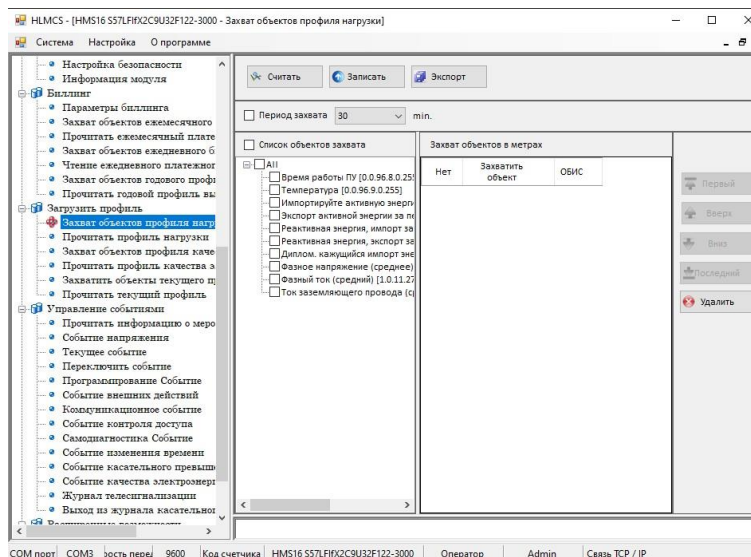 HLMCS - [HMS16 S57LFIfX2C9U32F122-3000 - Захват объектов профиля нагрузки]
Система Настройка О программе
Настройка безопасности
Информация модуля
Биллинг
Параметры биллинга
Захват объектов ежемесячного
Прочитать ежемесячный плате
Захват объектов ежедневного б
Чтение ежедневного платежног
Захват объектов годового профи
Прочитать годовой профиль вы
Загрузить профиль
Захват объектов профиля нагр
Прочитать профиль нагрузки
Захват объектов профиля каче
Прочитать профиль качества э
Захватить объекты текущего п
Прочитать текущий профиль
Управление событиями
Прочитать информацию о меро
Событие напряжения
Текущее событие
Переключить событие
Программирование Событие
Событие внешних действий
Коммуникационное событие
Событие контроля доступа
Самодиагностика Событие
Событие изменения времени
Событие касательного превыш
Событие качества электроэнерг
Журнал телесигнализации
Выход из журнала касательног
Считать Записать Экспорт
Период захвата 30 min.
Список объектов захвата
All
Время работы ПУ [0.0.96.8.0.255
Температура [0.0.96.9.0.255]
Импортируйте активную энерги
Экспорт активной энергии за пе
Реактивная энергия, импорт за
Реактивная энергия, экспорт за
Диплом. кажущийся импорт эне
Фазное напряжение (среднее)
Фазный ток (средний) [1.0.11.27
Ток заземляющего провода (с
Захват объектов в метрах
Нет Захватить объект ОБИС
Первый
Вверх
Вниз
Последний
Удалить
COM порт COM3 рость перед 9600 Код счетчика HMS16 S57LFIfX2C9U32F122-3000 Оператор Admin Связь TCP / IP